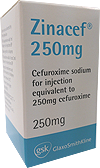 Zinacef®
250mg
Cefuroxime sodium
for injection
equivalent to
250mg cefuroxime
250mg
gsk GlaxoSmithKline